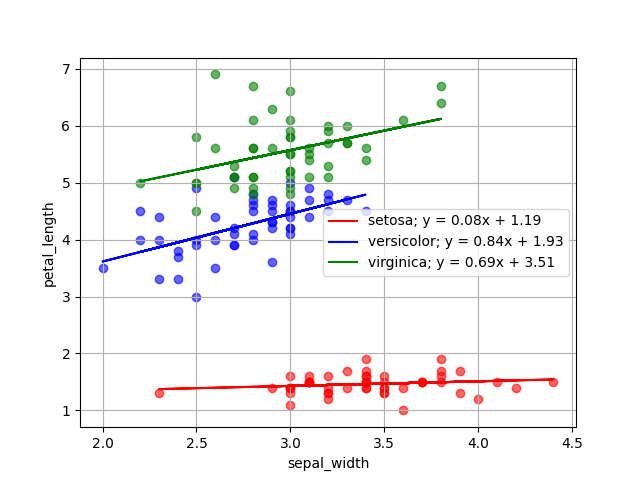 7
6
5
4
3
2
1
petal_length
setosa; y = 0.08x + 1.19
versicolor; y = 0.84x + 1.93
virginica; y = 0.69x + 3.51
2.0 2.5 3.0 3.5 4.0 4.5
sepal_width